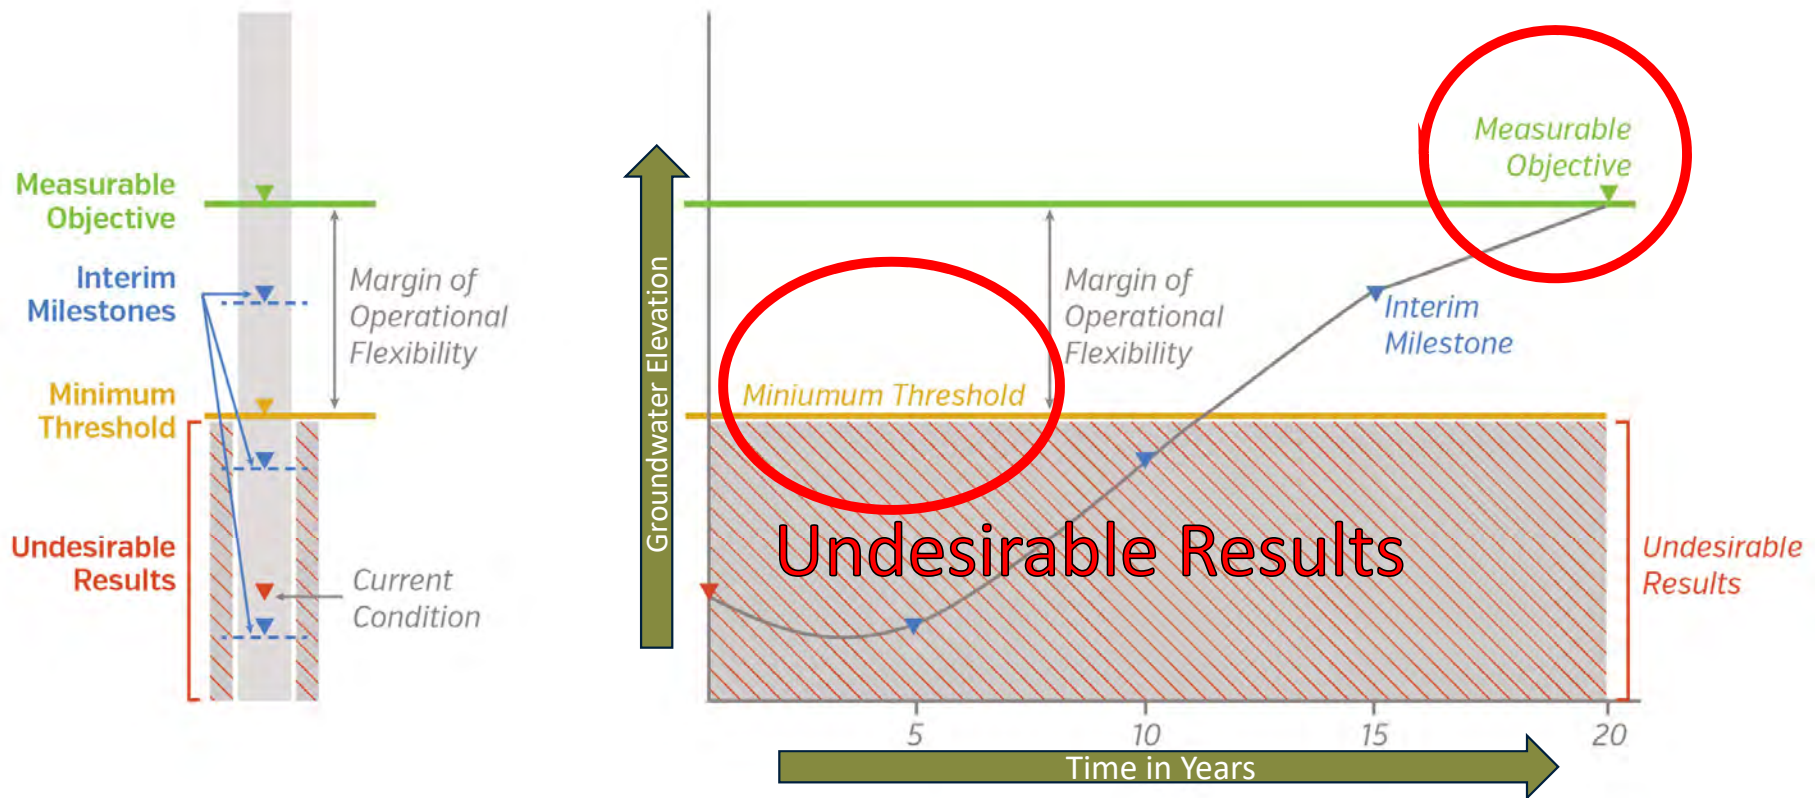 Measurable
Objective
Interim
Milestones
Margin of
Operational
Flexibility
Minimum
Threshold
Undesirable
Results
Current
Condition
Groundwater Elevation
Measurable
Objective
Margin of
Operational
Flexibility
Interim
Milestone
Miniumum Threshold
Undesirable Results
Undesirable
Results
5
10
15
20
Time in Years